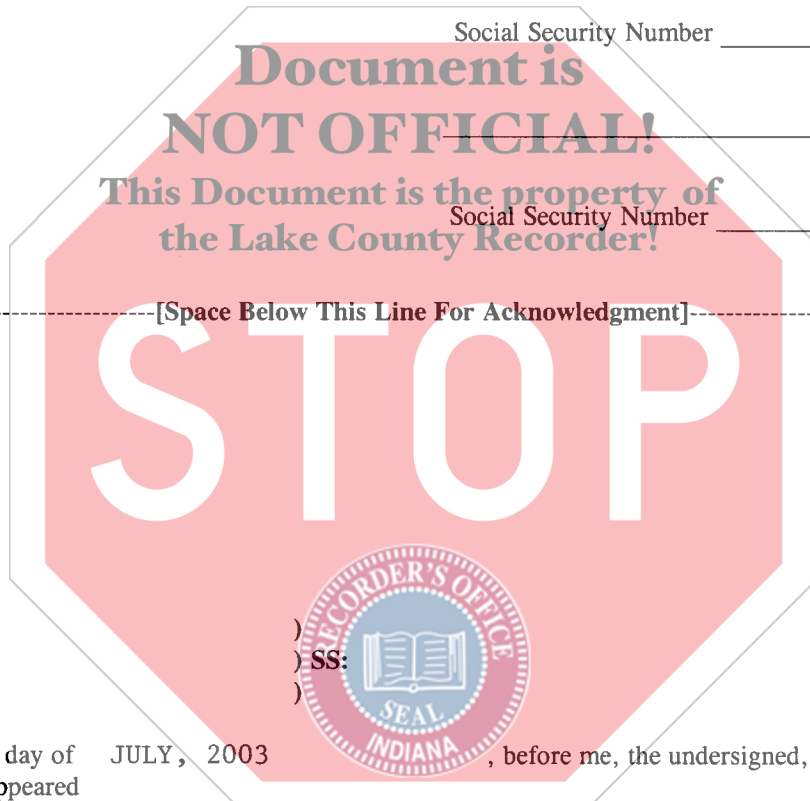 Social Security Number
Document is
NOT OFFICIAL!
This Document is the property of
the Lake County Recorder!
Social Security Number
[Space Below This Line For Acknowledgment]
STOP
)
) SS:
)
RECORDER'S OFFICE
SEAL
INDIANA
day of JULY, 2003 , before me, the undersigned,
ppeared